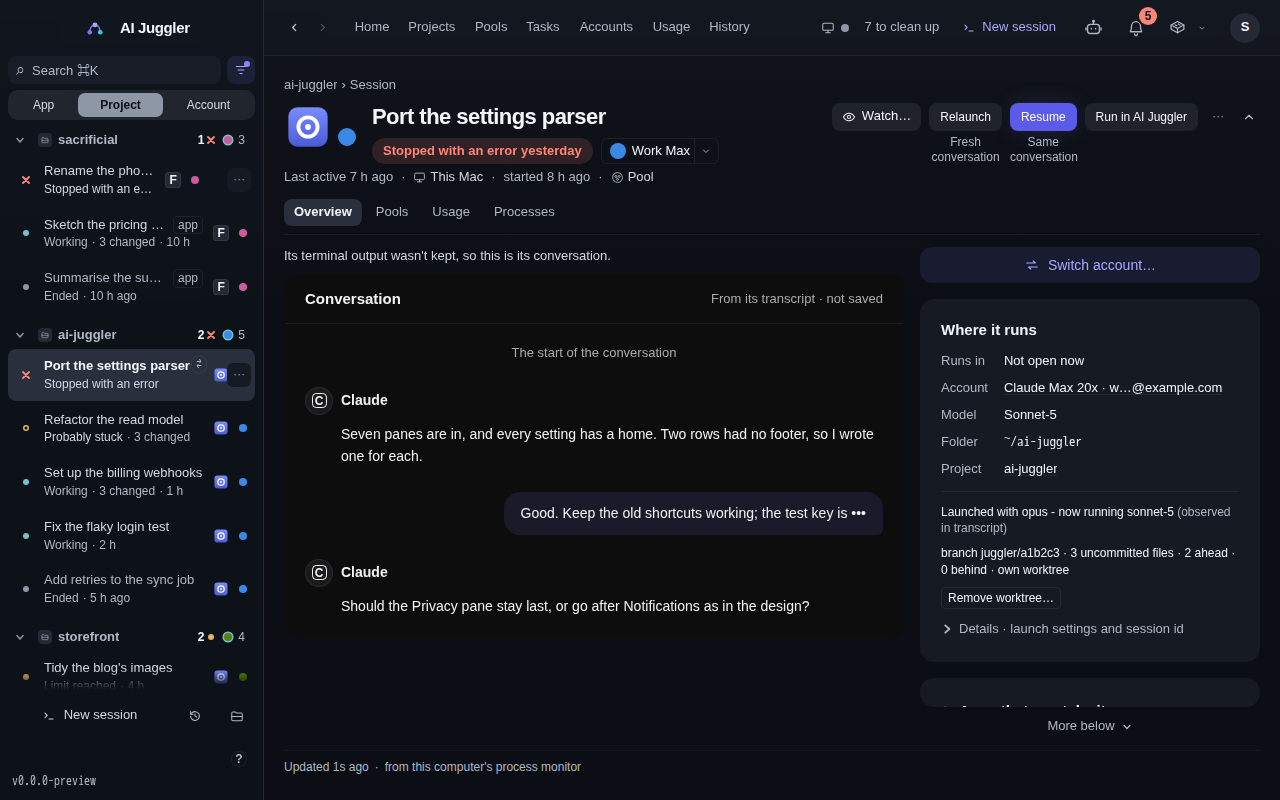 AI Juggler
Search ⌘K
App Project Account
sacrificial 1 3
Rename the pho…
Stopped with an e… F
Sketch the pricing … app
Working · 3 changed · 10 h F
Summarise the su… app
Ended · 10 h ago F
ai-juggler 2 5
Port the settings parser
Stopped with an error
Refactor the read model
Probably stuck · 3 changed
Set up the billing webhooks
Working · 3 changed · 1 h
Fix the flaky login test
Working · 2 h
Add retries to the sync job
Ended · 5 h ago
storefront 2 4
Tidy the blog's images
Limit reached · 4 h
New session
?
v0.0.0-preview
Home Projects Pools Tasks Accounts Usage History
7 to clean up
New session
5
S
ai-juggler › Session
Port the settings parser
Stopped with an error yesterday
Work Max
Last active 7 h ago · This Mac · started 8 h ago · Pool
Watch…
Relaunch
Fresh conversation
Resume
Same conversation
Run in AI Juggler
Overview Pools Usage Processes
Its terminal output wasn't kept, so this is its conversation.
Conversation From its transcript · not saved
The start of the conversation
C Claude
Seven panes are in, and every setting has a home. Two rows had no footer, so I wrote
one for each.
Good. Keep the old shortcuts working; the test key is •••
C Claude
Should the Privacy pane stay last, or go after Notifications as in the design?
Switch account…
Where it runs
Runs in Not open now
Account Claude Max 20x · w…@example.com
Model Sonnet-5
Folder ~/ai-juggler
Project ai-juggler
Launched with opus - now running sonnet-5 (observed
in transcript)
branch juggler/a1b2c3 · 3 uncommitted files · 2 ahead ·
0 behind · own worktree
Remove worktree…
Details · launch settings and session id
More below
Updated 1s ago · from this computer's process monitor